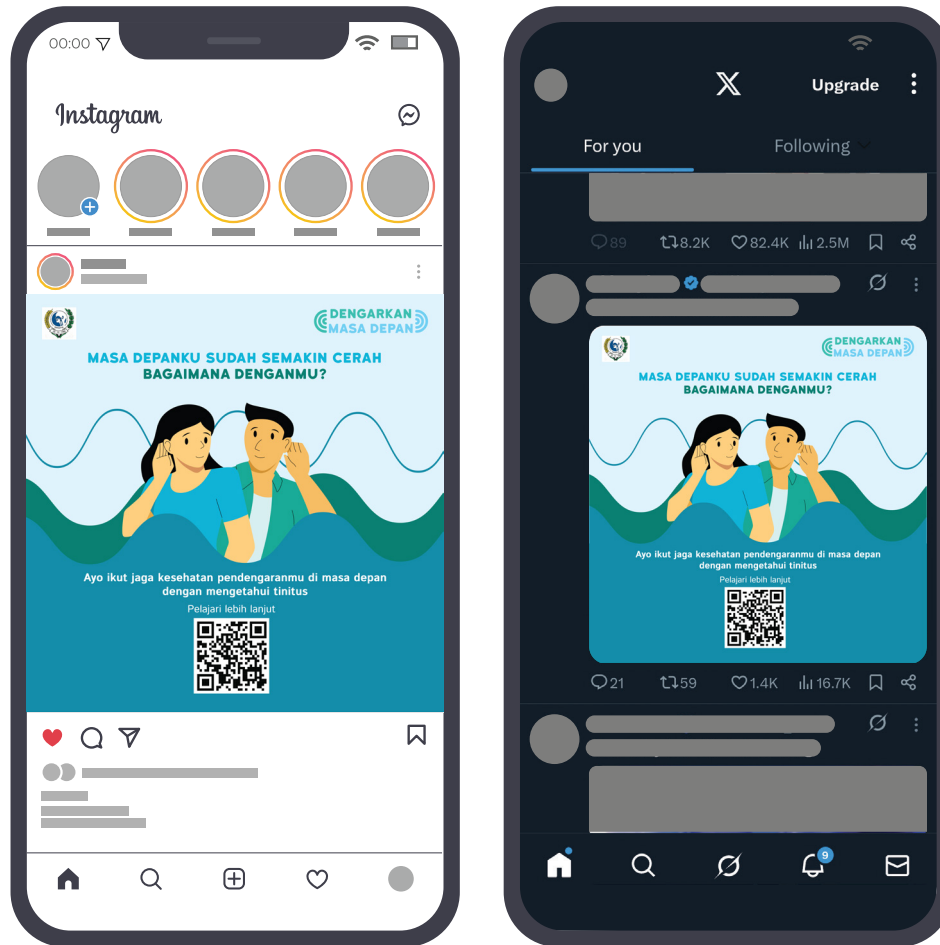 00:00
Instagram
DENGARKAN
MASA DEPAN
MASA DEPANKU SUDAH SEMAKIN CERAH
BAGAIMANA DENGANMU?
Ayo ikut jaga kesehatan pendengaranmu di masa depan
dengan mengetahui tinitus
Pelajari lebih lanjut
X
Upgrade
For you
Following
89
8.2K
82.4K
2.5M
DENGARKAN
MASA DEPAN
MASA DEPANKU SUDAH SEMAKIN CERAH
BAGAIMANA DENGANMU?
Ayo ikut jaga kesehatan pendengaranmu di masa depan
dengan mengetahui tinitus
Pelajari lebih lanjut
21
59
1.4K
16.7K
9